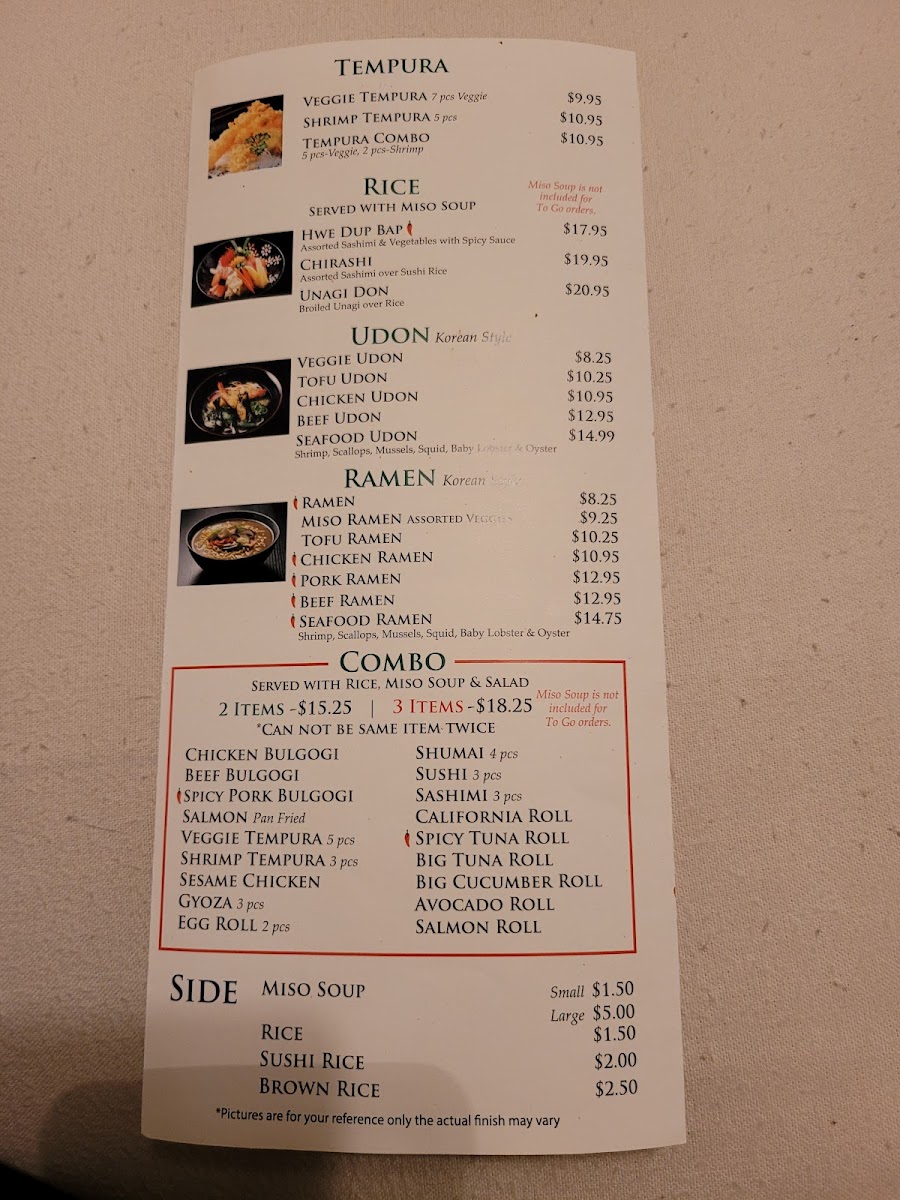 TEMPURA
VEGGIE TEMPURA 7 pcs Veggie $9.95
SHRIMP TEMPURA 5 pcs $10.95
TEMPURA COMBO $10.95
5 pcs-Veggie, 2 pcs-Shrimp
RICE
SERVED WITH MISO SOUP
Miso Soup is not
included for
To Go orders.
HWE DUP BAP $17.95
Assorted Sashimi & Vegetables with Spicy Sauce
CHIRASHI $19.95
Assorted Sashimi over Sushi Rice
UNAGI DON $20.95
Broiled Unagi over Rice
UDON Korean Style
VEGGIE UDON $8.25
TOFU UDON $10.25
CHICKEN UDON $10.95
BEEF UDON $12.95
SEAFOOD UDON $14.99
Shrimp, Scallops, Mussels, Squid, Baby Lobster & Oyster
RAMEN Korean Style
RAMEN $8.25
MISO RAMEN ASSORTED VEGGIES $9.25
TOFU RAMEN $10.25
CHICKEN RAMEN $10.95
PORK RAMEN $12.95
BEEF RAMEN $12.95
SEAFOOD RAMEN $14.75
Shrimp, Scallops, Mussels, Squid, Baby Lobster & Oyster
COMBO
SERVED WITH RICE, MISO SOUP & SALAD
2 ITEMS -$15.25 | 3 ITEMS -$18.25
*CAN NOT BE SAME ITEM TWICE
Miso Soup is not
included for
To Go orders.
CHICKEN BULGOGI
BEEF BULGOGI
SPICY PORK BULGOGI
SALMON Pan Fried
VEGGIE TEMPURA 5 pcs
SHRIMP TEMPURA 3 pcs
SESAME CHICKEN
GYOZA 3 pcs
EGG ROLL 2 pcs
SHUMAI 4 pcs
SUSHI 3 pcs
SASHIMI 3 pcs
CALIFORNIA ROLL
SPICY TUNA ROLL
BIG TUNA ROLL
BIG CUCUMBER ROLL
AVOCADO ROLL
SALMON ROLL
SIDE
MISO SOUP Small $1.50
Large $5.00
RICE $1.50
SUSHI RICE $2.00
BROWN RICE $2.50
*Pictures are for your reference only the actual finish may vary